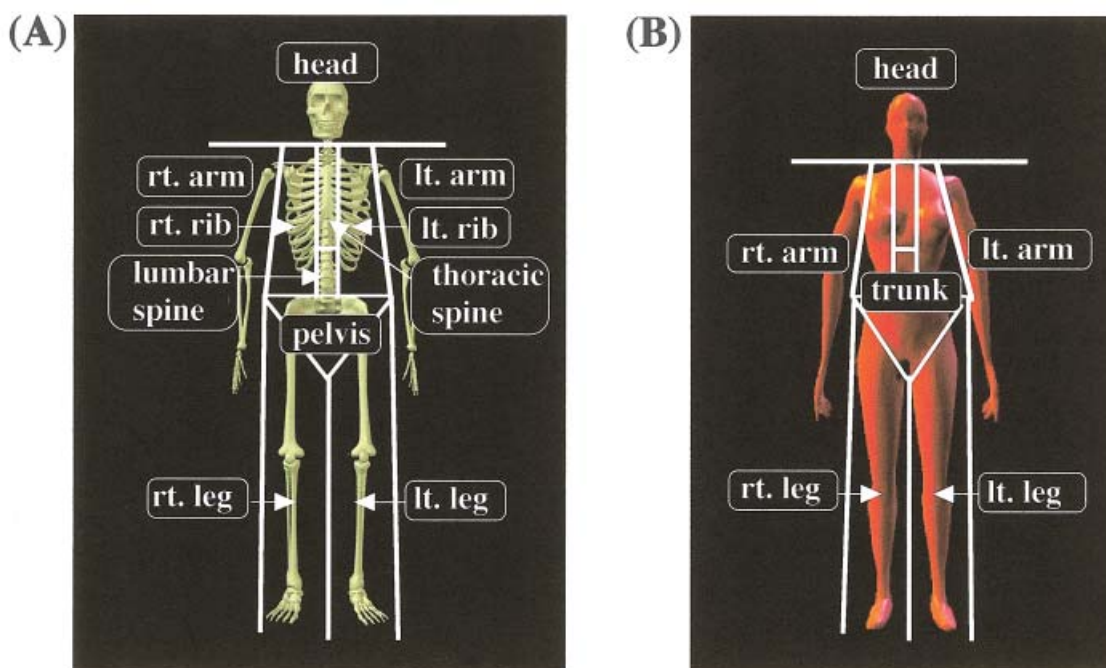 (A)
head
rt. arm
lt. arm
rt. rib
lt. rib
lumbar
spine
thoracic
spine
pelvis
rt. leg
lt. leg
(B)
head
rt. arm
lt. arm
trunk
rt. leg
lt. leg